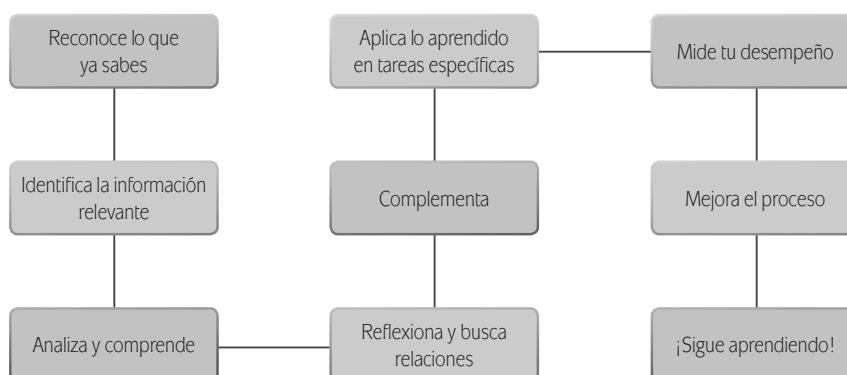 Reconoce lo que
ya sabes
Identifica la información
relevante
Analiza y comprende
Reflexiona y busca
relaciones
Complementa
Aplica lo aprendido
en tareas específicas
Mide tu desempeño
Mejora el proceso
¡Sigue aprendiendo!